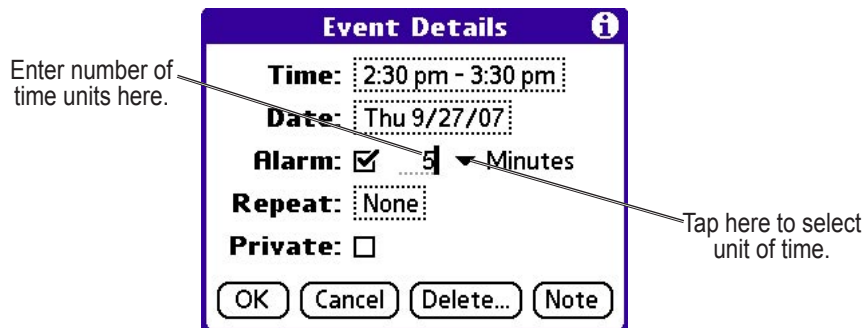 Event Details i
Enter number of
time units here.
Time: 2:30 pm - 3:30 pm
Date: Thu 9/27/07
Alarm: 5 Minutes
Repeat: None
Private:
Tap here to select
unit of time.
OK Cancel Delete... Note